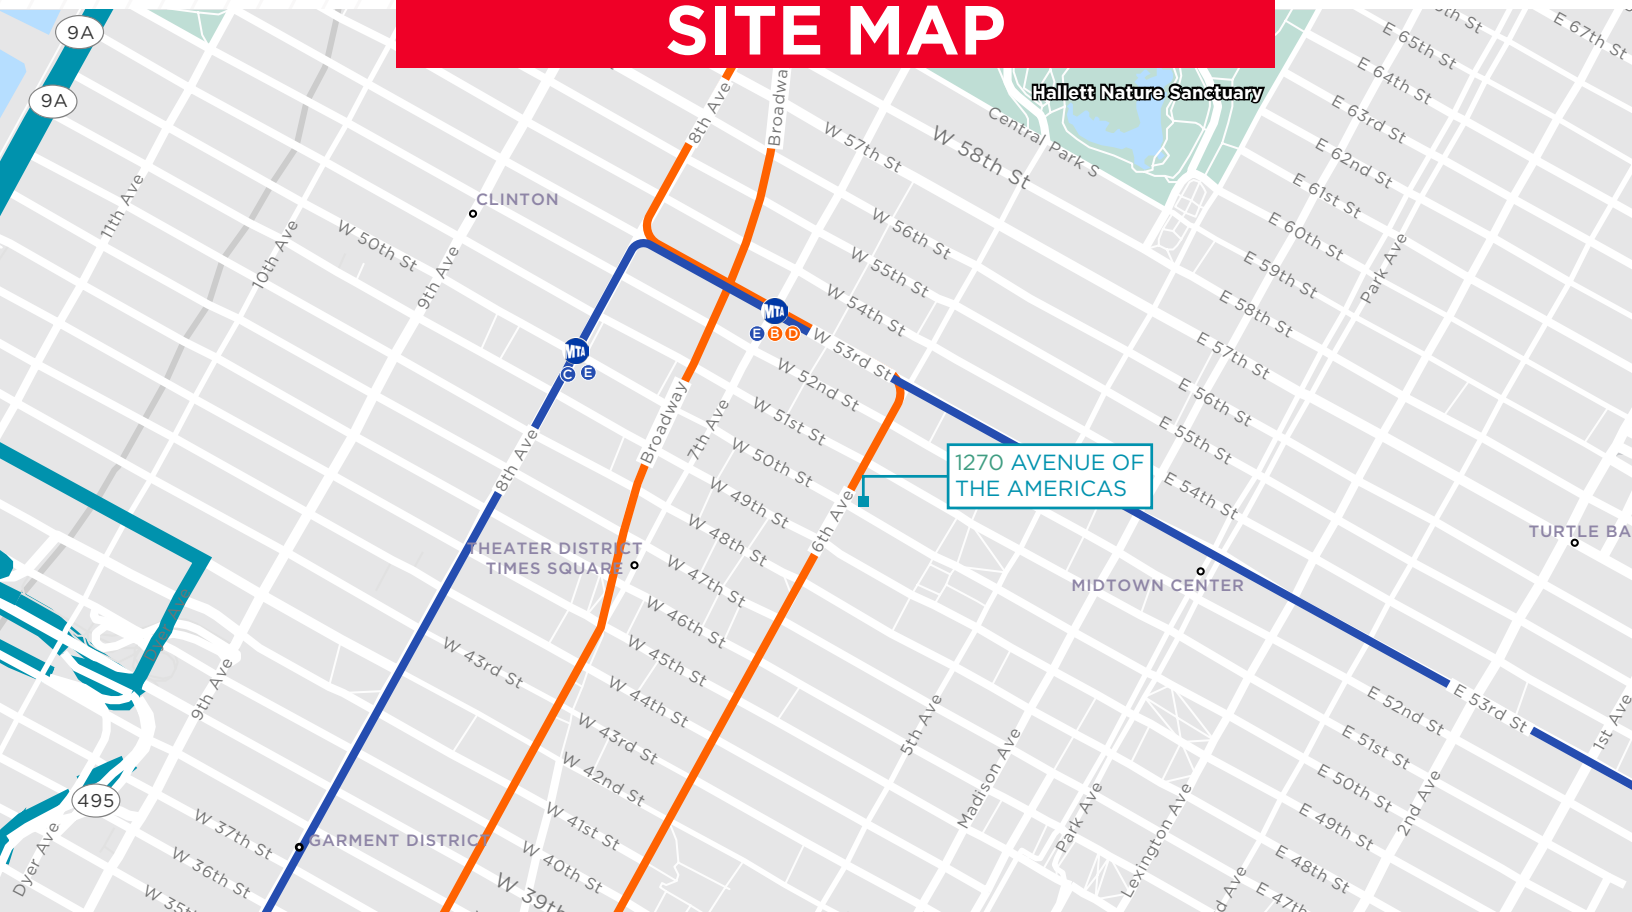 SITE MAP
9A
9A
Hallett Nature Sanctuary
E 67th St
E 65th St
E 64th St
E 63rd St
E 62nd St
E 61st St
E 60th St
E 59th St
E 58th St
E 57th St
E 56th St
E 55th St
E 54th St
Central Park S
W 58th St
W 57th St
W 56th St
W 55th St
W 54th St
W 53rd St
W 52nd St
W 51st St
W 50th St
W 49th St
W 48th St
W 47th St
W 46th St
W 45th St
W 44th St
W 43rd St
W 42nd St
W 41st St
W 40th St
8th Ave
11th Ave
10th Ave
9th Ave
W 50th St
CLINTON
Park Ave
MTA
E B D
MTA
C E
Broadway
7th Ave
8th Ave
6th Ave
1270 AVENUE OF
THE AMERICAS
THEATER DISTRICT
TIMES SQUARE
MIDTOWN CENTER
W 43rd St
Dyer Ave
9th Ave
5th Ave
Madison Ave
Park Ave
Lexington Ave
2nd Ave
1st Ave
E 53rd St
E 52nd St
E 51st St
E 50th St
E 49th St
E 48th St
495
GARMENT DISTRICT
W 37th St
W 36th St
Dyer Ave